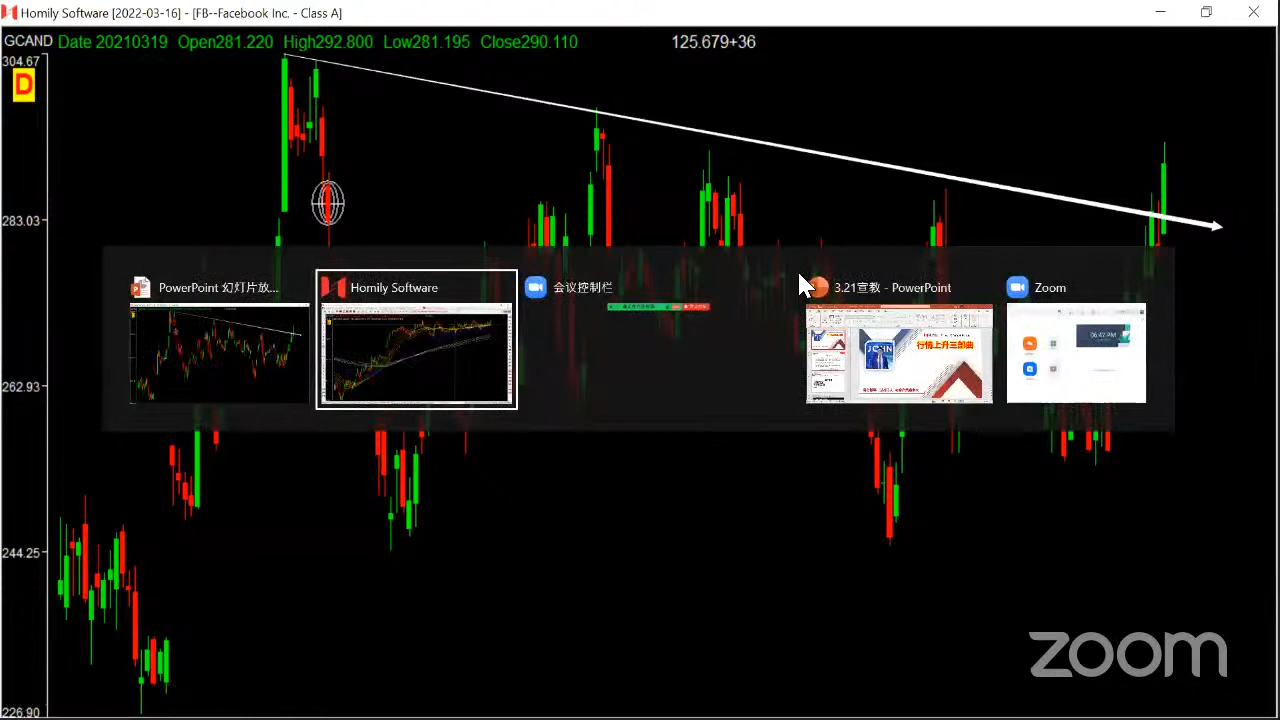 Homily Software [2022-03-16] - [FB--Facebook Inc. - Class A]
GCAND Date 20210319 Open281.220 High292.800 Low281.195 Close290.110 125.679+36
304.67
D
283.03
PowerPoint 幻灯片放...
Homily Software
会议控制栏
3.21宣教 - PowerPoint
Zoom
行情上升三部曲
06:42 PM
262.93
244.25
zoom
226.90